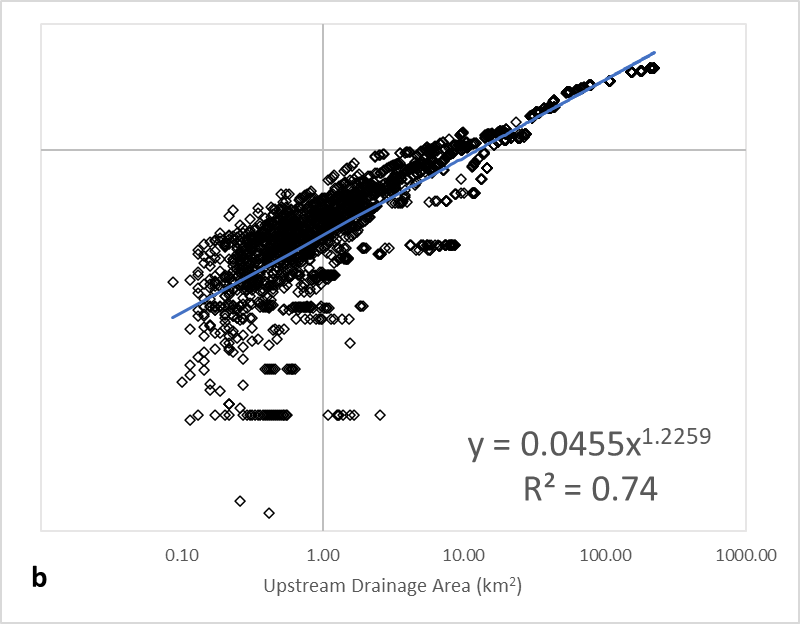 y = 0.0455x^1.2259
R² = 0.74
0.10 1.00 10.00 100.00 1000.00
Upstream Drainage Area (km²)
b